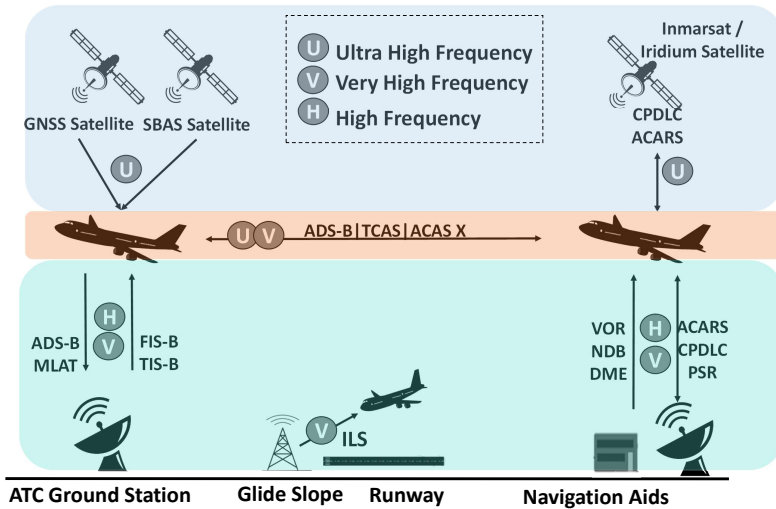 Inmarsat /
Iridium Satellite
U Ultra High Frequency
V Very High Frequency
H High Frequency
GNSS Satellite
SBAS Satellite
CPDLC
ACARS
U
U
U V
ADS-B|TCAS|ACAS X
H
V
ADS-B
MLAT
FIS-B
TIS-B
VOR
NDB
DME
H
V
ACARS
CPDLC
PSR
V
ILS
ATC Ground Station
Glide Slope
Runway
Navigation Aids